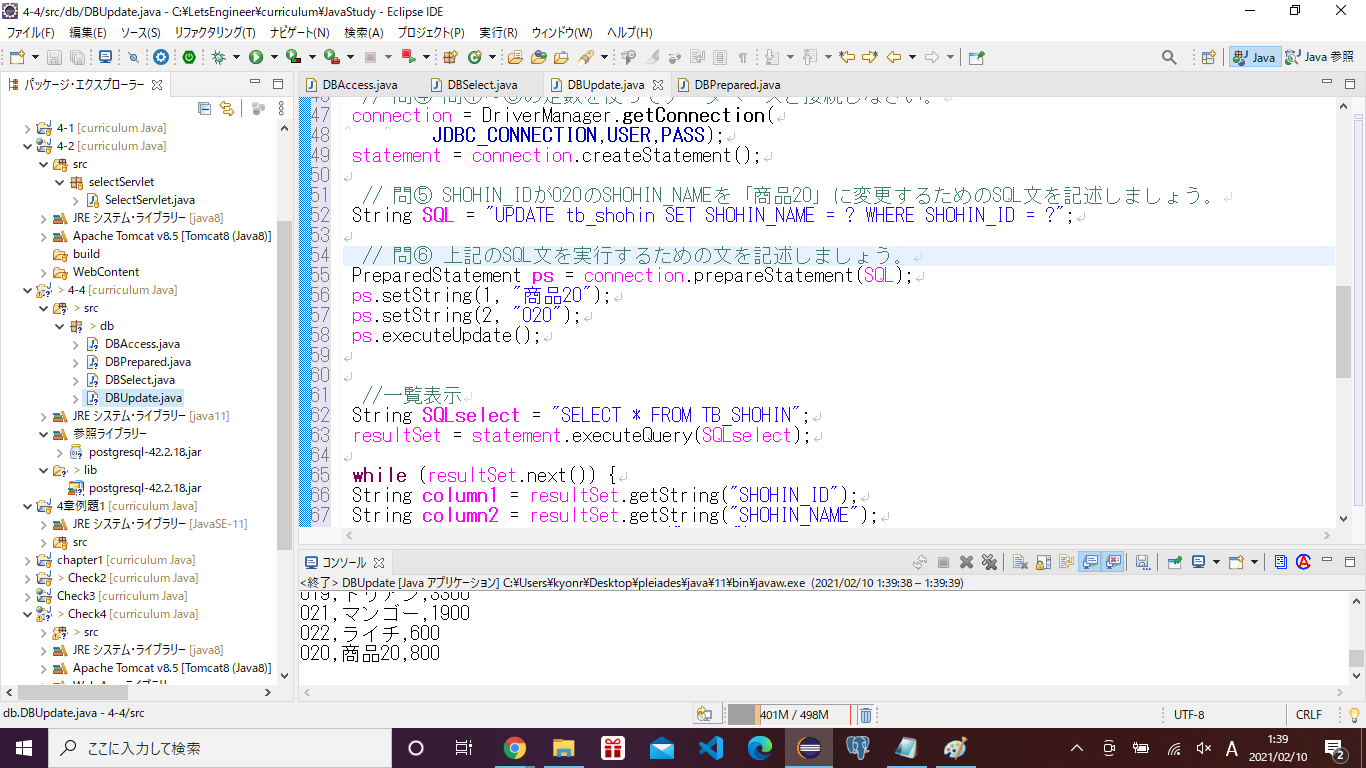 4-4/src/db/DBUpdate.java - C:¥LetsEngineer¥curriculum¥JavaStudy - Eclipse IDE
ファイル(F) 編集(E) ソース(S) リファクタリング(T) ナビゲート(N) 検索(A) プロジェクト(P) 実行(R) ウィンドウ(W) ヘルプ(H)
Java Java 参照
パッケージ・エクスプローラー
4-1 [curriculum Java]
4-2 [curriculum Java]
src
selectServlet
SelectServlet.java
JRE システム・ライブラリー [java8]
Apache Tomcat v8.5 [Tomcat8 (Java8)]
build
WebContent
> 4-4 [curriculum Java]
> src
> db
DBAccess.java
DBPrepared.java
DBSelect.java
DBUpdate.java
JRE システム・ライブラリー [java11]
参照ライブラリー
postgresql-42.2.18.jar
> lib
postgresql-42.2.18.jar
4章例題1 [curriculum Java]
JRE システム・ライブラリー [JavaSE-11]
src
chapter1 [curriculum Java]
> Check2 [curriculum Java]
Check3 [curriculum Java]
> Check4 [curriculum Java]
> src
JRE システム・ライブラリー [java8]
Apache Tomcat v8.5 [Tomcat8 (Java8)]
DBAccess.java DBSelect.java DBUpdate.java DBPrepared.java
47 connection = DriverManager.getConnection(
48 JDBC_CONNECTION,USER,PASS);
49 statement = connection.createStatement();
50
51 // 問⑤ SHOHIN_IDが020のSHOHIN_NAMEを「商品20」に変更するためのSQL文を記述しましょう。
52 String SQL = "UPDATE tb_shohin SET SHOHIN_NAME = ? WHERE SHOHIN_ID = ?";
53
54 // 問⑥ 上記のSQL文を実行するための文を記述しましょう。
55 PreparedStatement ps = connection.prepareStatement(SQL);
56 ps.setString(1, "商品20");
57 ps.setString(2, "020");
58 ps.executeUpdate();
59
60
61 //一覧表示
62 String SQLselect = "SELECT * FROM TB_SHOHIN";
63 resultSet = statement.executeQuery(SQLselect);
64
65 while (resultSet.next()) {
66 String column1 = resultSet.getString("SHOHIN_ID");
67 String column2 = resultSet.getString("SHOHIN_NAME");
コンソール
<終了> DBUpdate [Java アプリケーション] C:¥Users¥kyonr¥Desktop¥pleiades¥java¥11¥bin¥javaw.exe (2021/02/10 1:39:38 – 1:39:39)
019,ドリアン,3300
021,マンゴー,1900
022,ライチ,600
020,商品20,800
db.DBUpdate.java - 4-4/src
401M / 498M
UTF-8
CRLF
ここに入力して検索
A
1:39
2021/02/10
2